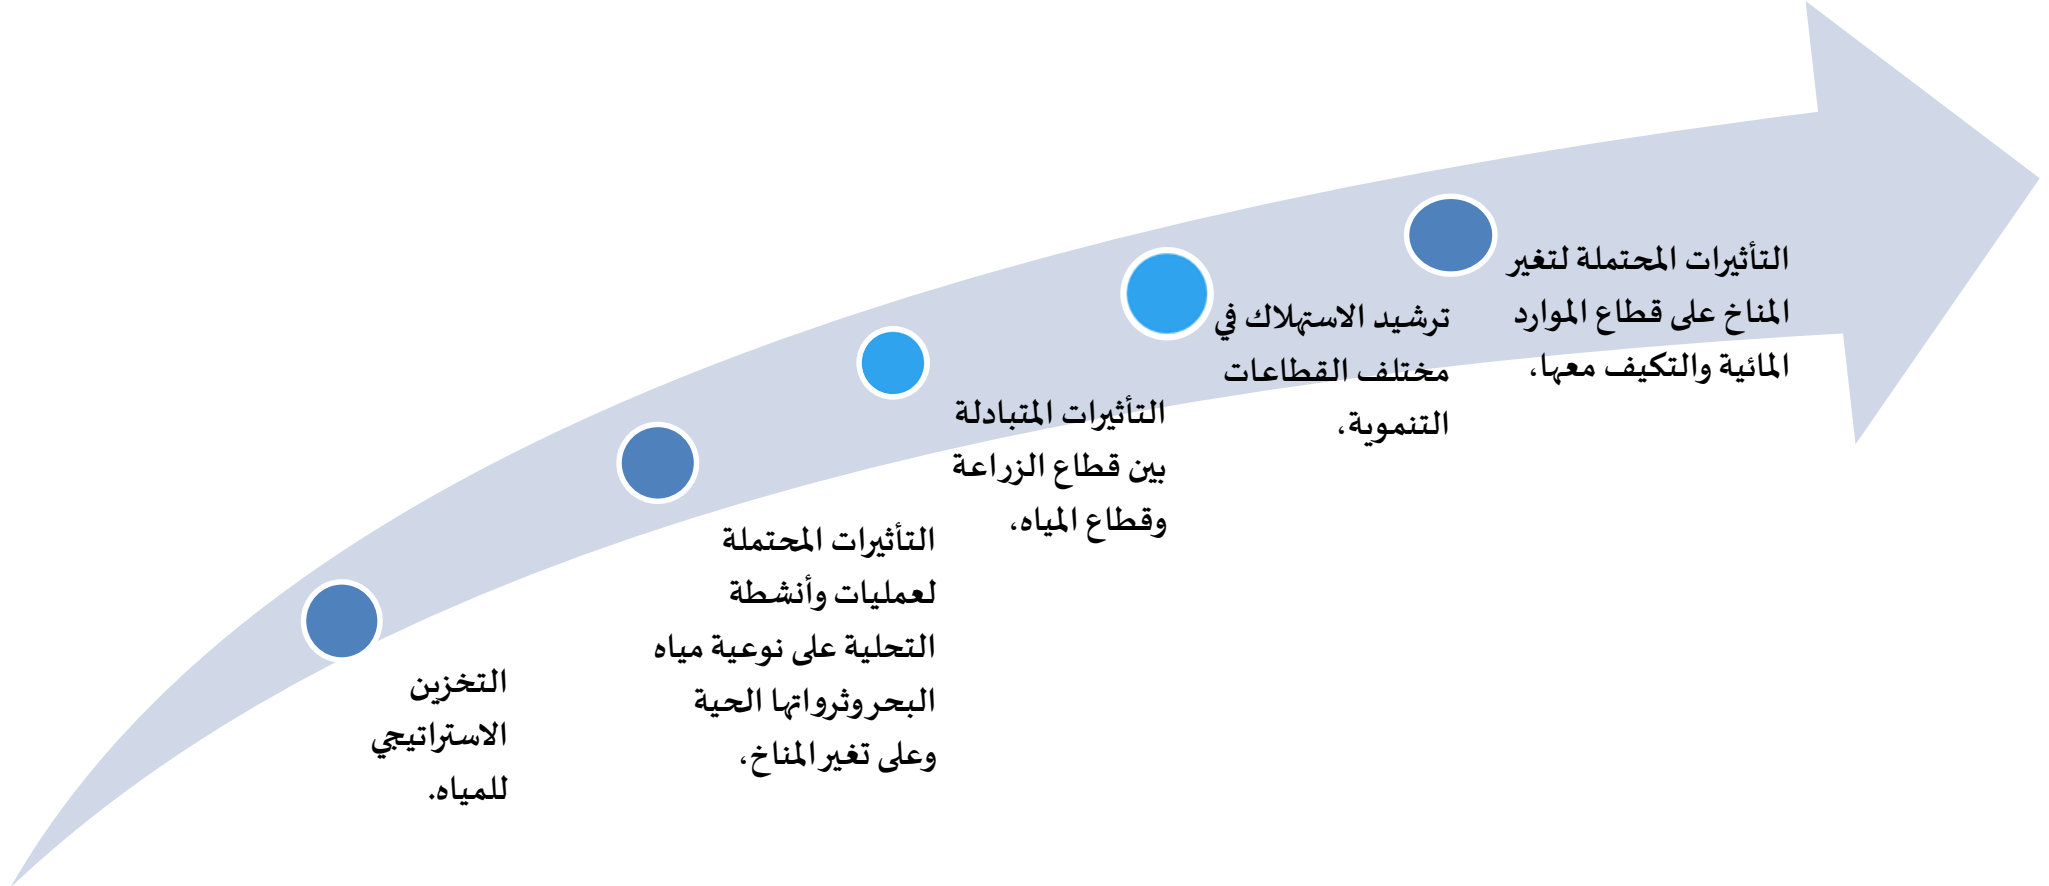 التأثيرات المحتملة لتغير
المناخ على قطاع الموارد
المائية والتكيف معها،
ترشيد الاستهلاك في
مختلف القطاعات
التنموية،
التأثيرات المتبادلة
بين قطاع الزراعة
وقطاع المياه،
التأثيرات المحتملة
لعمليات وأنشطة
التحلية على نوعية مياه
البحر وثرواتها الحية
وعلى تغير المناخ،
التخزين
الاستراتيجي
للمياه.